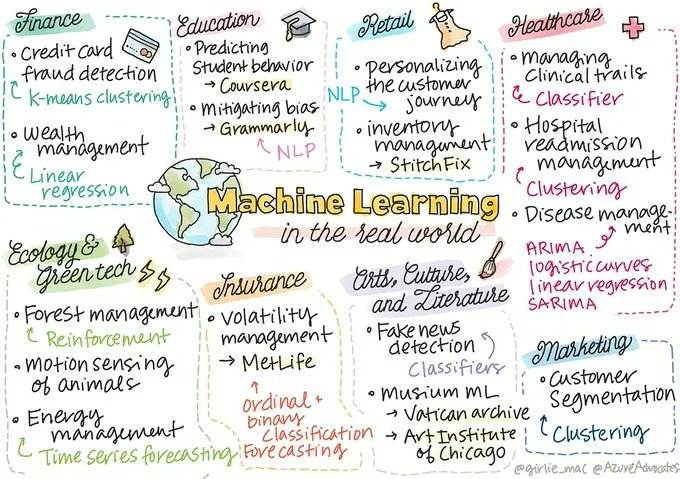 Finance
• Credit card
fraud detection
K-means clustering
• Wealth
management
Linear
regression
Education
• Predicting
Student behavior
→ Coursera
• Mitigating bias
→ Grammarly
NLP
Retail
• Personalizing
the customer
journey
NLP
• inventory
management
→ StitchFix
Healthcare
• Managing
Clinical trails
Classifier
• Hospital
readmission
management
Clustering
• Disease manage-
ment
ARIMA
logistic curves
linear regression
SARIMA
Machine Learning
in the real world
Ecology &
Green tech
• Forest management
Reinforcement
• Motion sensing
of animals
• Energy
management
Time series forecasting
Insurance
• Volatility
management
→ MetLife
ordinal +
binary
Classification
Forecasting
Arts, Culture,
and Literature
• Fake news
detection
Classifiers
• Musium ML
→ Vatican archive
→ Art Institute
of Chicago
Marketing
• Customer
Segmentation
Clustering
@girlie_mac @AzureAdvocates